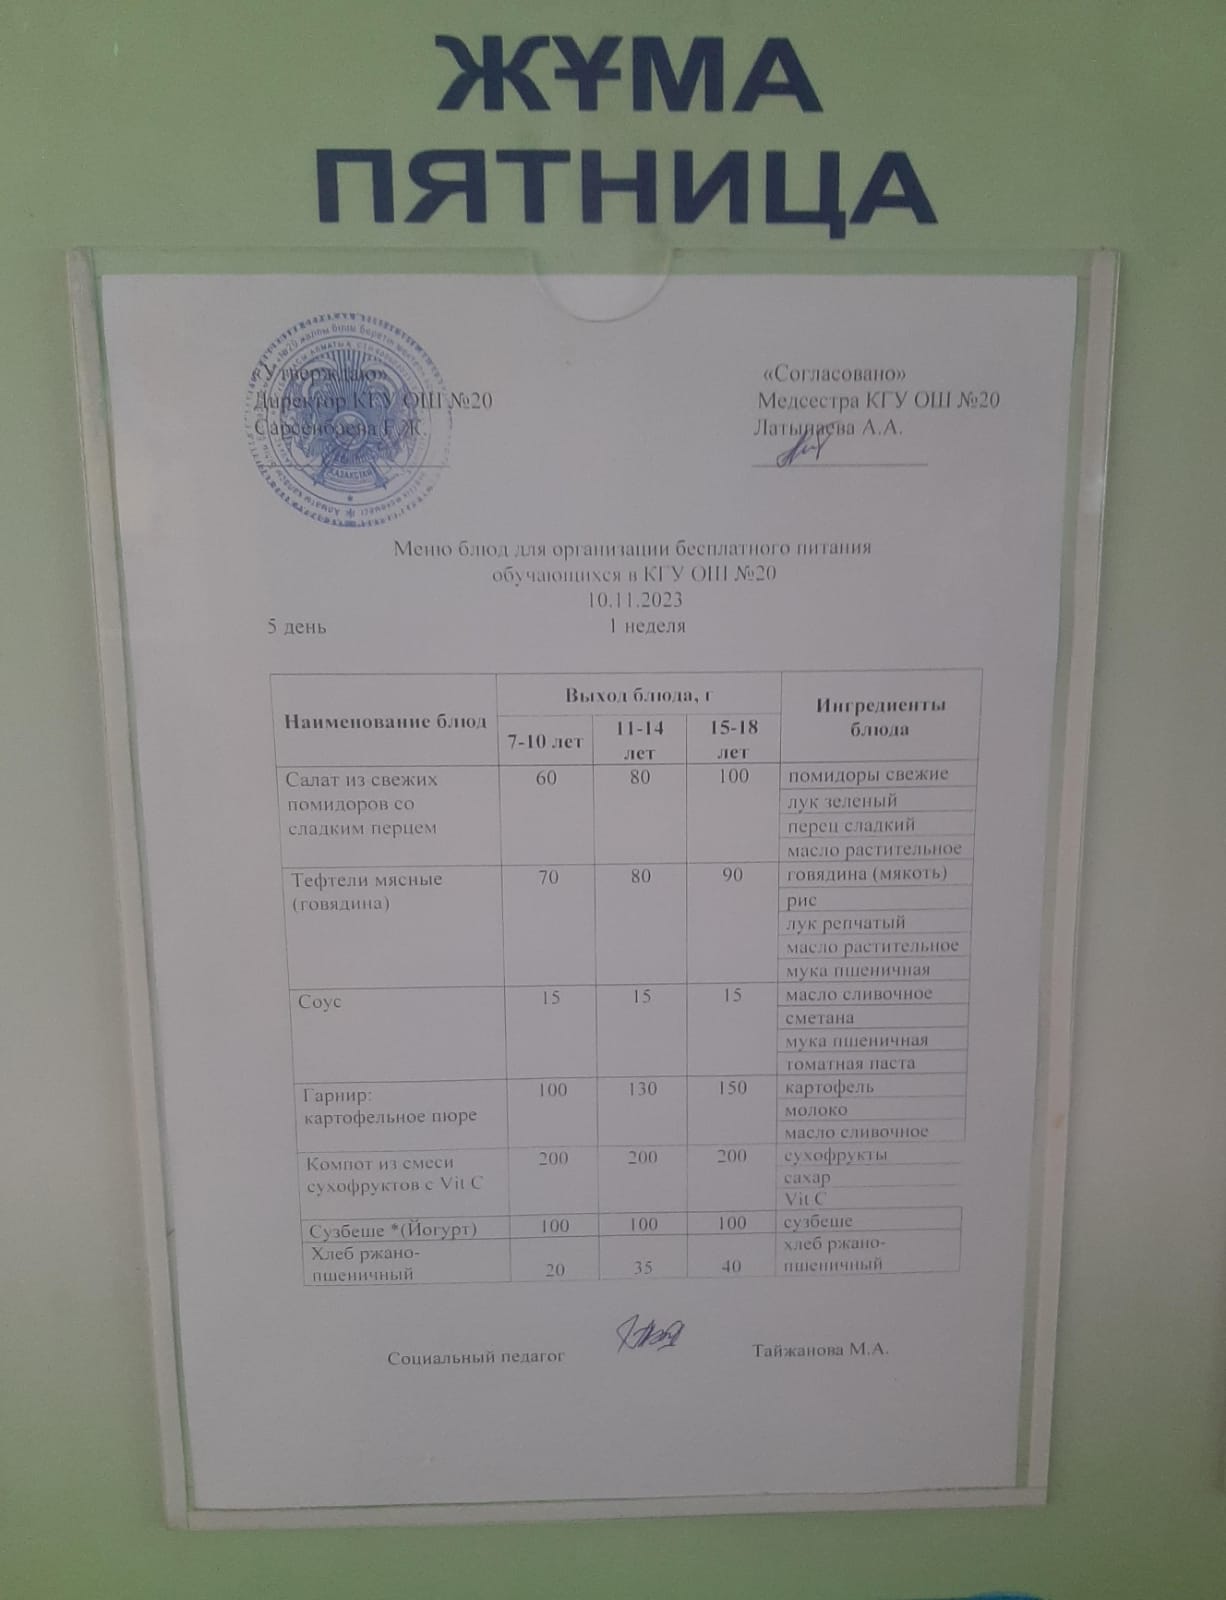 ЖҰМА
ПЯТНИЦА
«Утверждаю»
Директор КГУ ОШ №20
Сарсенбаева Г.Ж.
«Согласовано»
Медсестра КГУ ОШ №20
Латыпаева А.А.
Меню блюд для организации бесплатного питания
обучающихся в КГУ ОШ №20
10.11.2023
5 день 1 неделя
Наименование блюд
Выход блюда, г
7-10 лет
11-14
лет
15-18
лет
Ингредиенты
блюда
Салат из свежих
помидоров со
сладким перцем
60 80 100
помидоры свежие
лук зеленый
перец сладкий
масло растительное
Тефтели мясные
(говядина)
70 80 90
говядина (мякоть)
рис
лук репчатый
масло растительное
мука пшеничная
Соус
15 15 15
масло сливочное
сметана
мука пшеничная
томатная паста
Гарнир:
картофельное пюре
100 130 150
картофель
молоко
масло сливочное
Компот из смеси
сухофруктов с Vit C
200 200 200
сухофрукты
сахар
Vit C
Сузбеше *(Йогурт) 100 100 100 сузбеше
Хлеб ржано-
пшеничный
20 35 40
хлеб ржано-
пшеничный
Социальный педагог Тайжанова М.А.
ҚАЗАҚСТАН